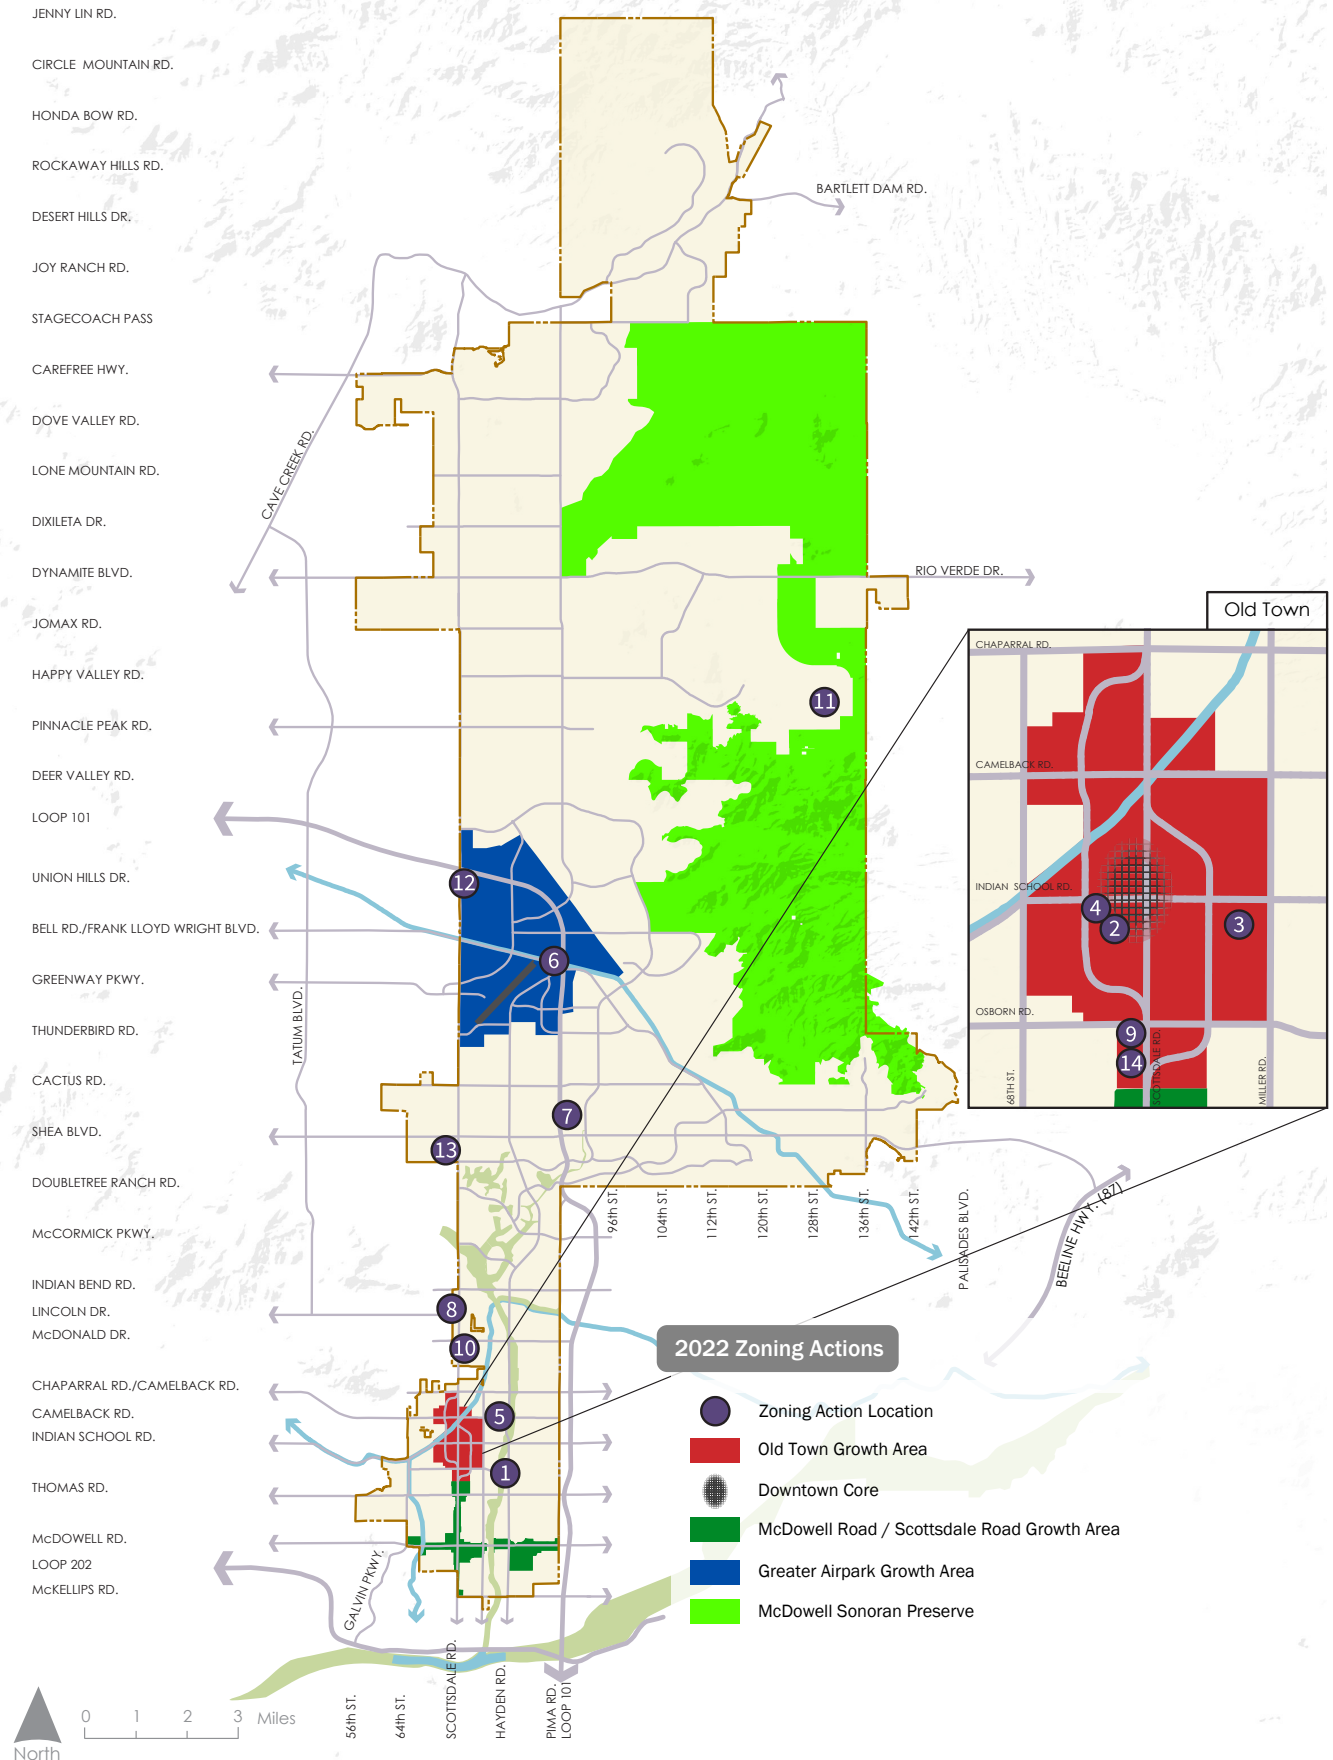 JENNY LIN RD.
CIRCLE MOUNTAIN RD.
HONDA BOW RD.
ROCKAWAY HILLS RD.
DESERT HILLS DR.
JOY RANCH RD.
STAGECOACH PASS
CAREFREE HWY.
DOVE VALLEY RD.
LONE MOUNTAIN RD.
DIXILETA DR.
DYNAMITE BLVD.
JOMAX RD.
HAPPY VALLEY RD.
PINNACLE PEAK RD.
DEER VALLEY RD.
LOOP 101
UNION HILLS DR.
BELL RD./FRANK LLOYD WRIGHT BLVD.
GREENWAY PKWY.
THUNDERBIRD RD.
CACTUS RD.
SHEA BLVD.
DOUBLETREE RANCH RD.
McCORMICK PKWY.
INDIAN BEND RD.
LINCOLN DR.
McDONALD DR.
CHAPARRAL RD./CAMELBACK RD.
CAMELBACK RD.
INDIAN SCHOOL RD.
THOMAS RD.
McDOWELL RD.
LOOP 202
McKELLIPS RD.
BARTLETT DAM RD.
CAVE CREEK RD.
RIO VERDE DR.
TATUM BLVD.
11
12
6
7
13
8
10
5
1
96th ST.
104th ST.
112th ST.
120th ST.
128th ST.
136th ST.
142th ST.
PALISADES BLVD.
BEELINE HWY. (87)
GALVIN PKWY.
56th ST.
64th ST.
SCOTTSDALE RD.
HAYDEN RD.
PIMA RD.
LOOP 101
Old Town
CHAPARRAL RD.
CAMELBACK RD.
INDIAN SCHOOL RD.
4
2
3
OSBORN RD.
9
14
68TH ST.
SCOTTSDALE RD.
MILLER RD.
2022 Zoning Actions
Zoning Action Location
Old Town Growth Area
Downtown Core
McDowell Road / Scottsdale Road Growth Area
Greater Airpark Growth Area
McDowell Sonoran Preserve
0 1 2 3 Miles
North